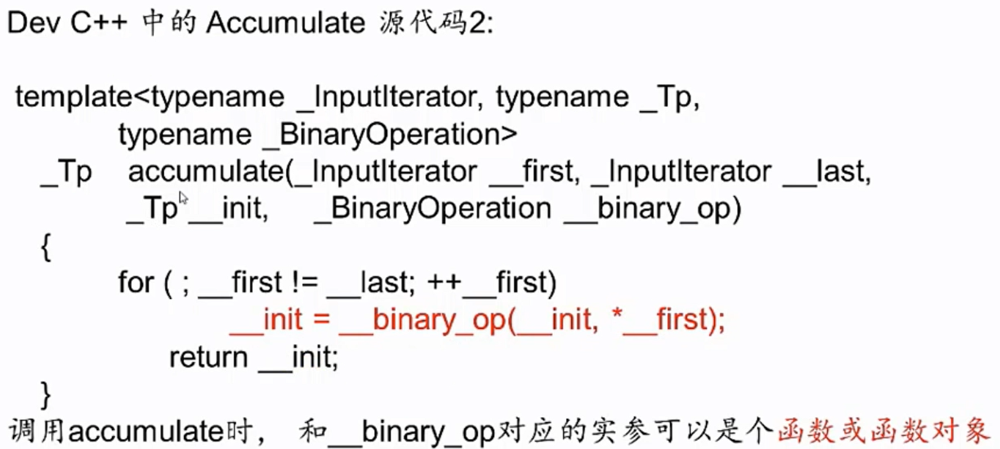 Dev C++ 中的 Accumulate 源代码2:
template<typename _InputIterator, typename _Tp,
typename _BinaryOperation>
_Tp accumulate(_InputIterator __first, _InputIterator __last,
_Tp __init, _BinaryOperation __binary_op)
{
for ( ; __first != __last; ++__first)
__init = __binary_op(__init, *__first);
return __init;
}
调用accumulate时， 和__binary_op对应的实参可以是个函数或函数对象